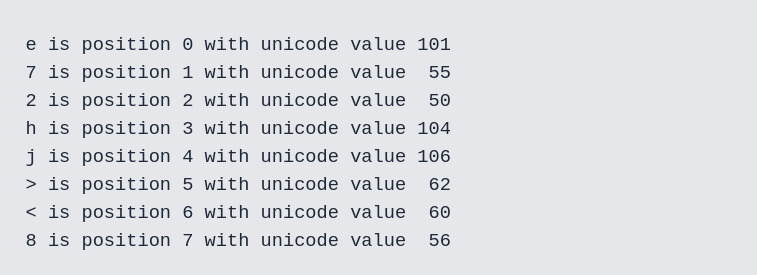 e is position 0 with unicode value 101
7 is position 1 with unicode value  55
2 is position 2 with unicode value  50
h is position 3 with unicode value 104
j is position 4 with unicode value 106
> is position 5 with unicode value  62
< is position 6 with unicode value  60
8 is position 7 with unicode value  56